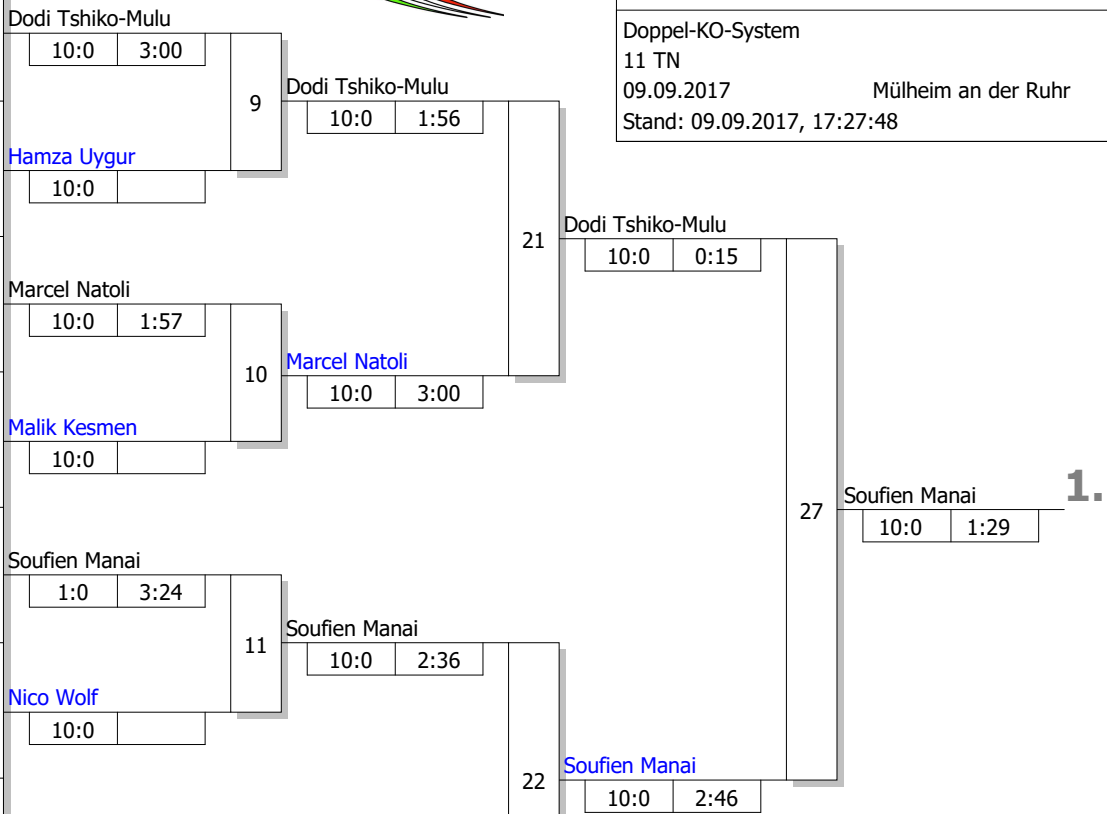 Dodi Tshiko-Mulu
10:0 3:00
9
Hamza Uygur
10:0
Marcel Natoli
10:0 1:57
10
Malik Kesmen
10:0
Soufien Manai
1:0 3:24
11
Nico Wolf
10:0
Dodi Tshiko-Mulu
10:0 1:56
21
Marcel Natoli
10:0 3:00
Soufien Manai
10:0 2:36
22
Doppel-KO-System
11 TN
09.09.2017 Mülheim an der Ruhr
Stand: 09.09.2017, 17:27:48
Dodi Tshiko-Mulu
10:0 0:15
27
Soufien Manai
10:0 2:46
Soufien Manai 1.
10:0 1:29